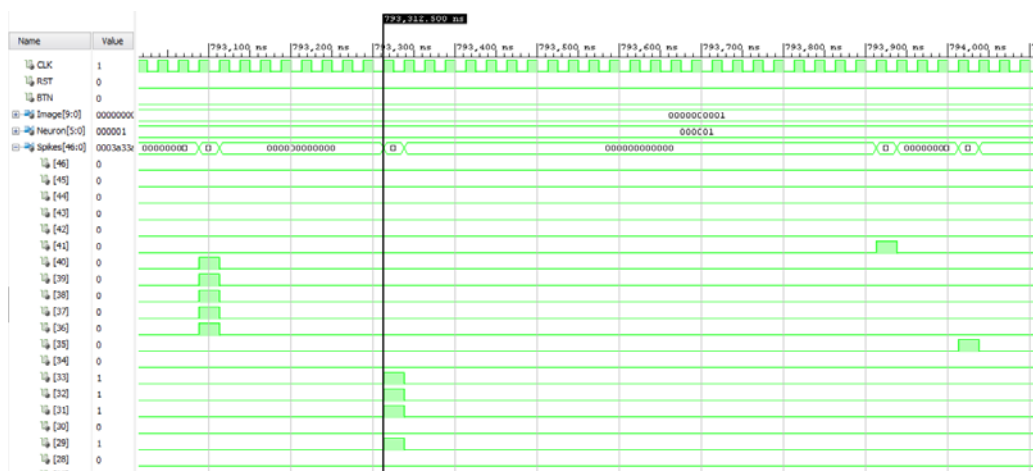 793,312.500 ns
Name Value
793,100 ns 793,200 ns 793,300 ns 793,400 ns 793,500 ns 793,600 ns 793,700 ns 793,800 ns 793,900 ns 794,000 ns
CLK 1
RST 0
BTN 0
Image[9:0] 0000000001
Neuron[5:0] 000001 000001
Spikes[46:0] 00000000 0 000000000000 0 000000000000 0 00000000 0
[46] 0
[45] 0
[44] 0
[43] 0
[42] 0
[41] 0
[40] 0
[39] 0
[38] 0
[37] 0
[36] 0
[35] 0
[34] 0
[33] 1
[32] 1
[31] 1
[30] 0
[29] 1
[28] 0